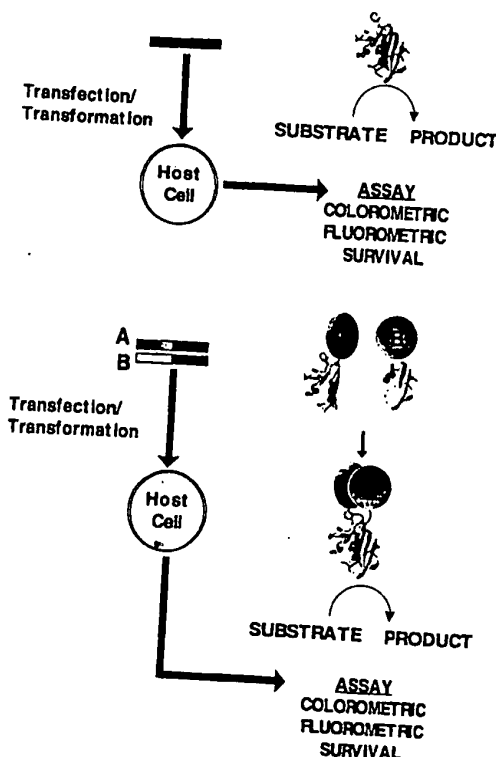 Transfection/
Transformation
Host
Cell
SUBSTRATE PRODUCT
ASSAY
COLOROMETRIC
FLUOROMETRIC
SURVIVAL
A
B
Transfection/
Transformation
Host
Cell
B
SUBSTRATE PRODUCT
ASSAY
COLOROMETRIC
FLUOROMETRIC
SURVIVAL